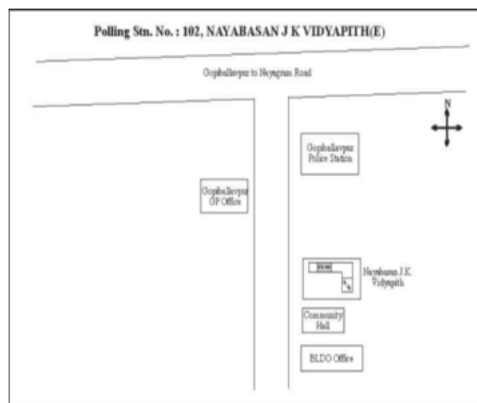 Polling Stn. No. : 102, NAYABASAN J K VIDYAPITH(E)
Gopiballavpur to Nayagram Road
N
Gopiballavpur
Police Station
Gopiballavpur
GP Office
Nayabasan J.K.
Vidyapith
Community
Hall
BLDO Office